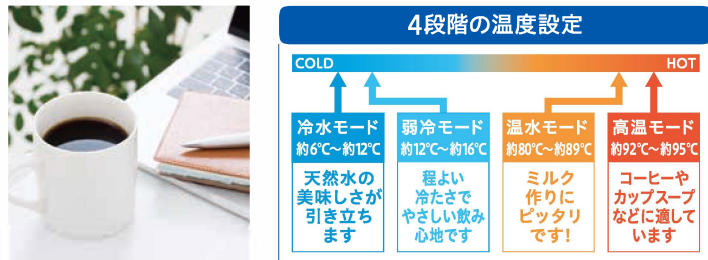 4段階の温度設定
COLD HOT
冷水モード
約6℃～約12℃
天然水の
美味しさが
引き立ち
ます
弱冷モード
約12℃～約16℃
程よい
冷たさで
やさしい飲み
心地です
温水モード
約80℃～約89℃
ミルク
作りに
ピッタリ
です!
高温モード
約92℃～約95℃
コーヒーや
カップスープ
などに適して
います